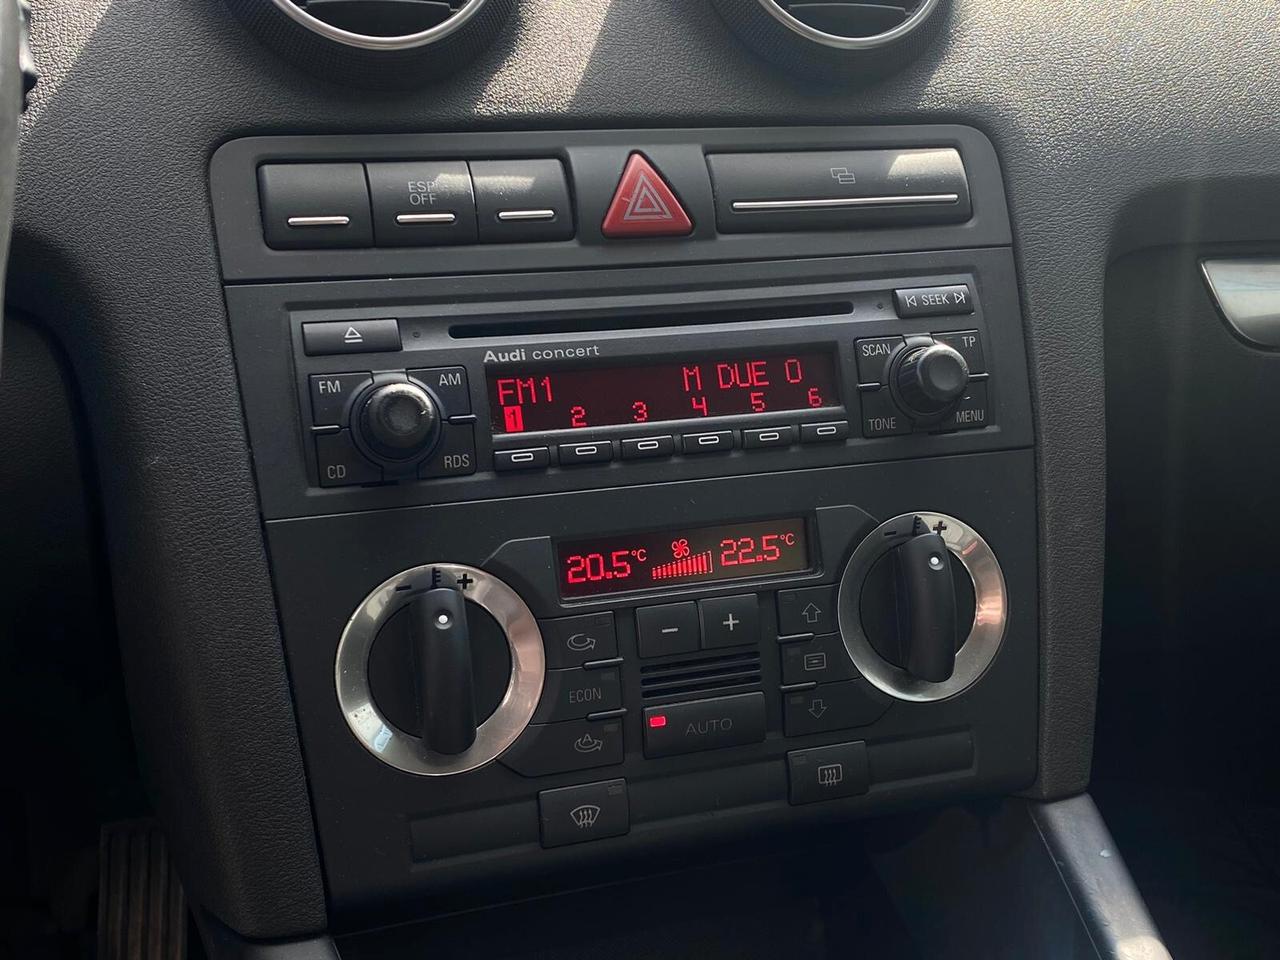 ESP
OFF
SEEK
Audi concert
FM
AM
CD
RDS
FM1
M DUE O
1 2 3 4 5 6
SCAN
TP
TONE
MENU
20.5°C
22.5°C
- +
- +
- +
ECON
A
AUTO